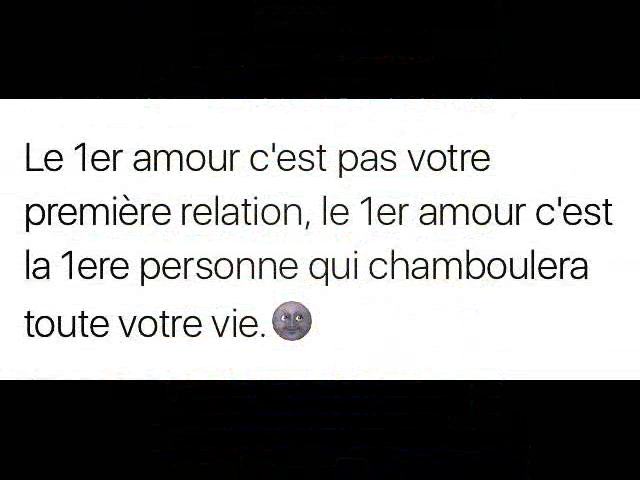 Le 1er amour c'est pas votre
première relation, le 1er amour c'est
la 1ere personne qui chamboulera
toute votre vie.🌚